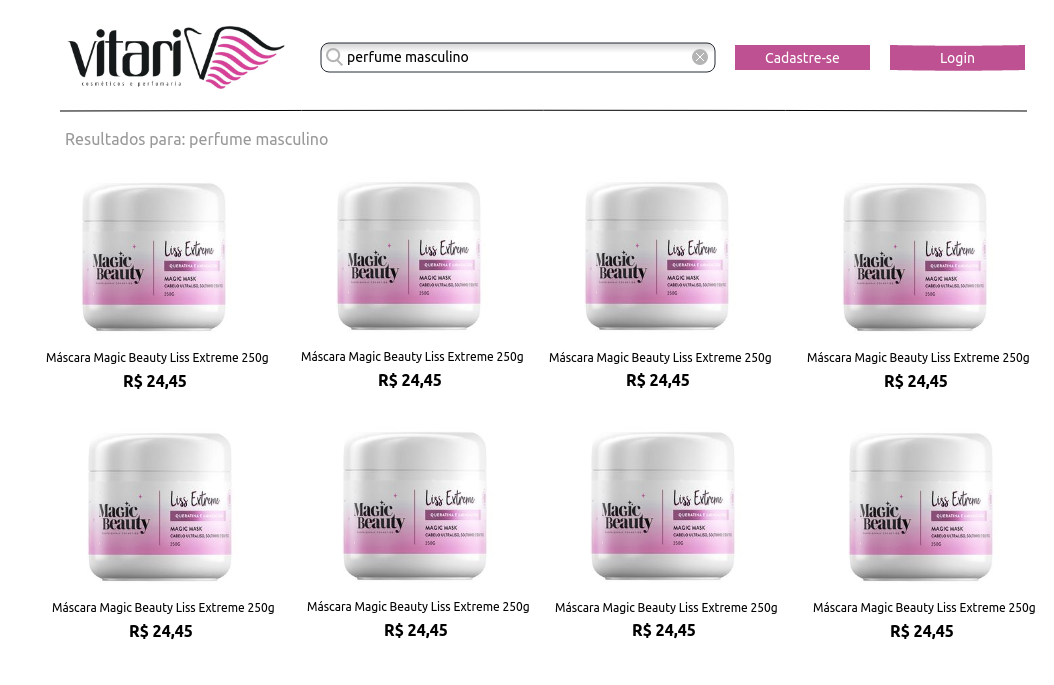 vitari
cosméticos e perfumaria
perfume masculino
Cadastre-se
Login
Resultados para: perfume masculino
Magic Beauty
Liss Extreme
MAGIC MASK
250G
Magic Beauty
Liss Extreme
MAGIC MASK
250G
Magic Beauty
Liss Extreme
MAGIC MASK
250G
Magic Beauty
Liss Extreme
MAGIC MASK
250G
Máscara Magic Beauty Liss Extreme 250g
R$ 24,45
Máscara Magic Beauty Liss Extreme 250g
R$ 24,45
Máscara Magic Beauty Liss Extreme 250g
R$ 24,45
Máscara Magic Beauty Liss Extreme 250g
R$ 24,45
Magic Beauty
Liss Extreme
MAGIC MASK
250G
Magic Beauty
Liss Extreme
MAGIC MASK
250G
Magic Beauty
Liss Extreme
MAGIC MASK
250G
Magic Beauty
Liss Extreme
MAGIC MASK
250G
Máscara Magic Beauty Liss Extreme 250g
R$ 24,45
Máscara Magic Beauty Liss Extreme 250g
R$ 24,45
Máscara Magic Beauty Liss Extreme 250g
R$ 24,45
Máscara Magic Beauty Liss Extreme 250g
R$ 24,45